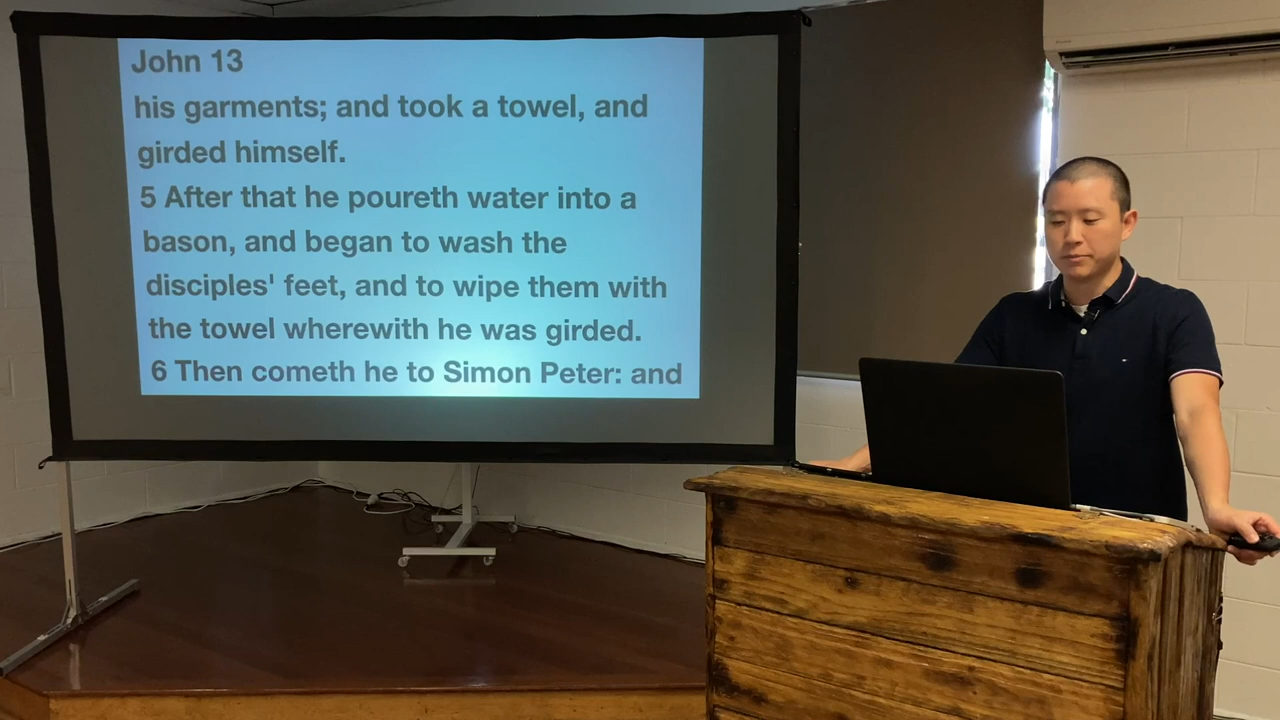 John 13
his garments; and took a towel, and
girded himself.
5 After that he poureth water into a
bason, and began to wash the
disciples' feet, and to wipe them with
the towel wherewith he was girded.
6 Then cometh he to Simon Peter: and